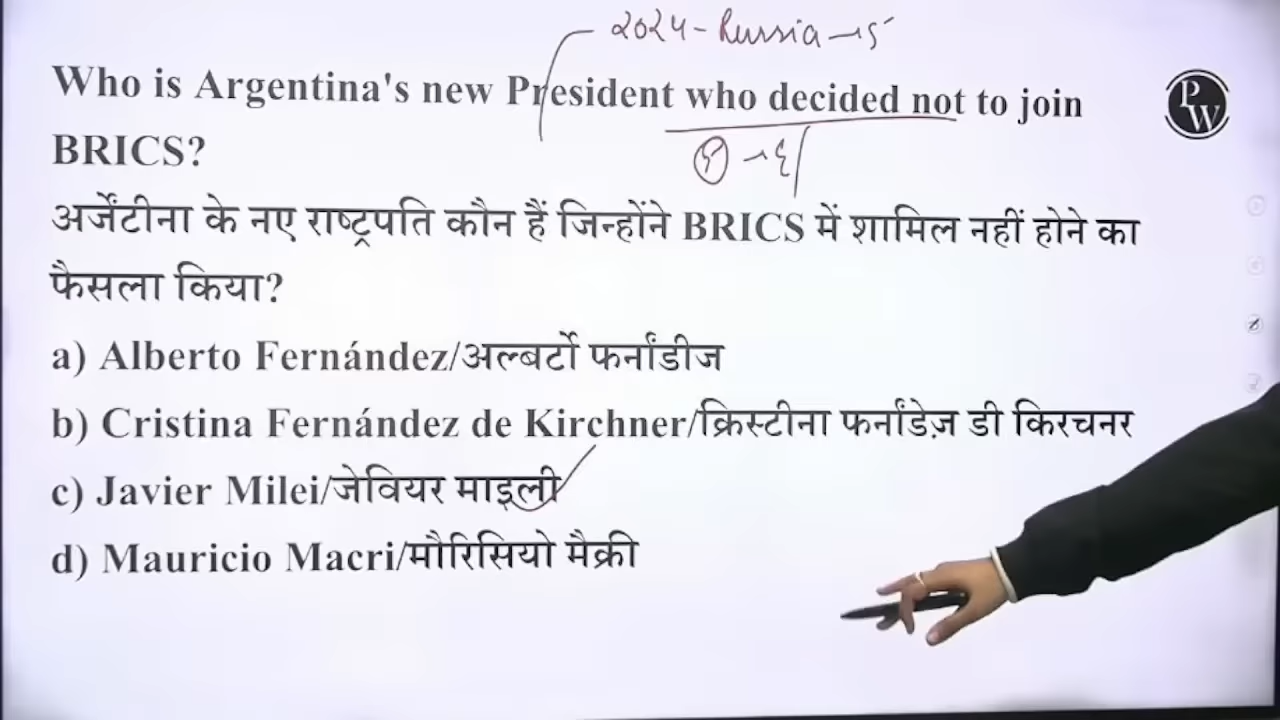 2024 - Russia
Who is Argentina's new President who decided not to join
BRICS?
अर्जेंटीना के नए राष्ट्रपति कौन हैं जिन्होंने BRICS में शामिल नहीं होने का
फैसला किया?
a) Alberto Fernández/अल्बर्टो फर्नांडीज
b) Cristina Fernández de Kirchner/क्रिस्टीना फर्नांडेज़ डी किरचनर
c) Javier Milei/जेवियर माइली
d) Mauricio Macri/मौरिसियो मैक्री
PW